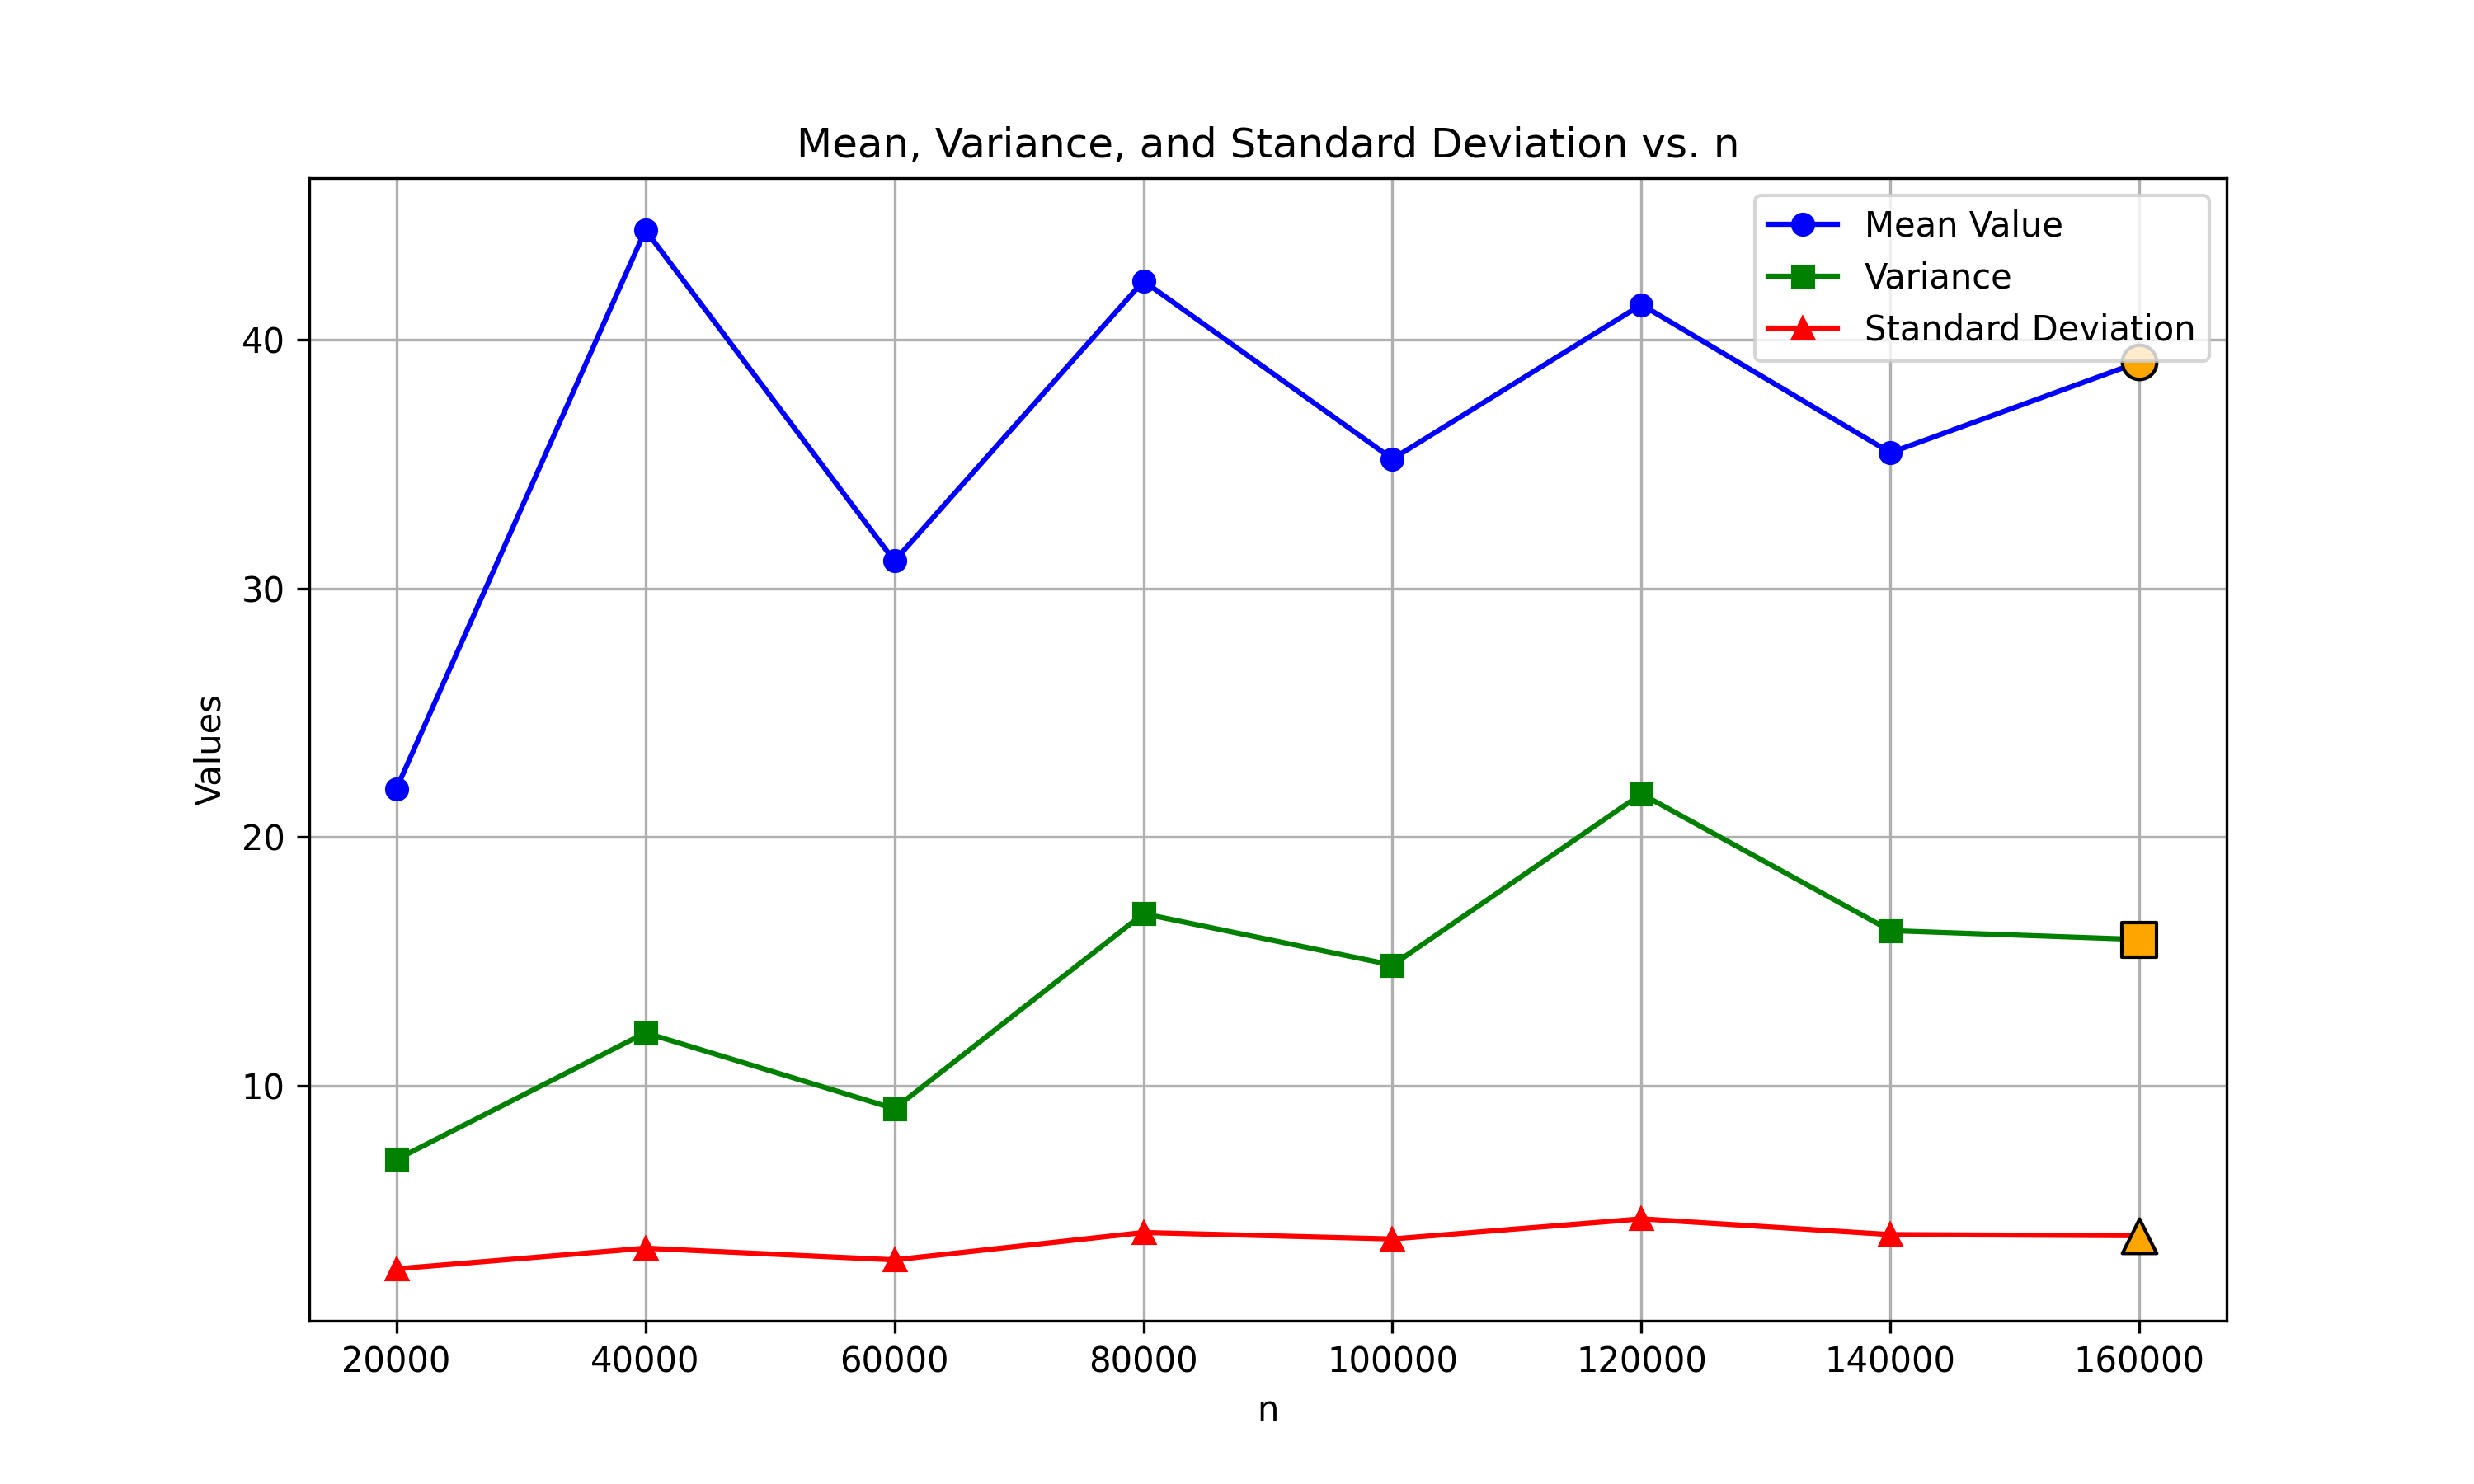 Mean, Variance, and Standard Deviation vs. n
Mean Value
Variance
Standard Deviation
40
30
20
10
Values
20000 40000 60000 80000 100000 120000 140000 160000
n